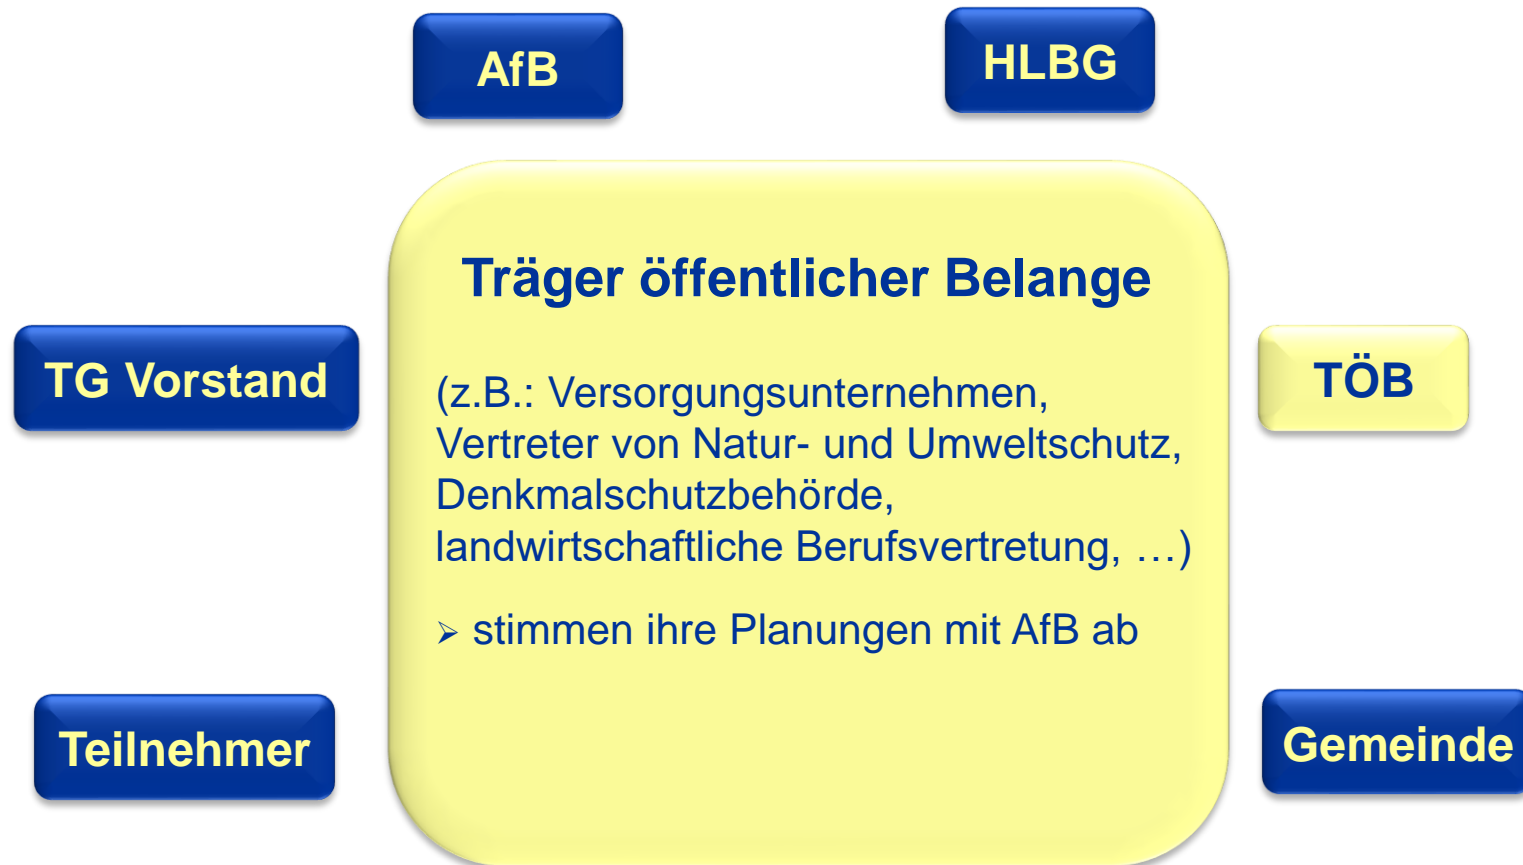 AfB
HLBG
Träger öffentlicher Belange
(z.B.: Versorgungsunternehmen,
Vertreter von Natur- und Umweltschutz,
Denkmalschutzbehörde,
landwirtschaftliche Berufsvertretung, …)
➢ stimmen ihre Planungen mit AfB ab
TG Vorstand
TÖB
Teilnehmer
Gemeinde